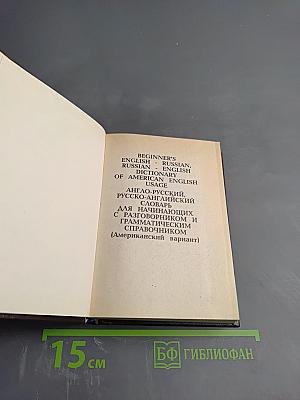 BEGINNER'S
ENGLISH - RUSSIAN,
RUSSIAN - ENGLISH
DICTIONARY
OF AMERICAN ENGLISH
USAGE
АНГЛО-РУССКИЙ,
РУССКО-АНГЛИЙСКИЙ
СЛОВАРЬ
ДЛЯ НАЧИНАЮЩИХ
С РАЗГОВОРНИКОМ И
ГРАММАТИЧЕСКИМ
СПРАВОЧНИКОМ
(Американский вариант)
15 см
БФ БИБЛИОФАН